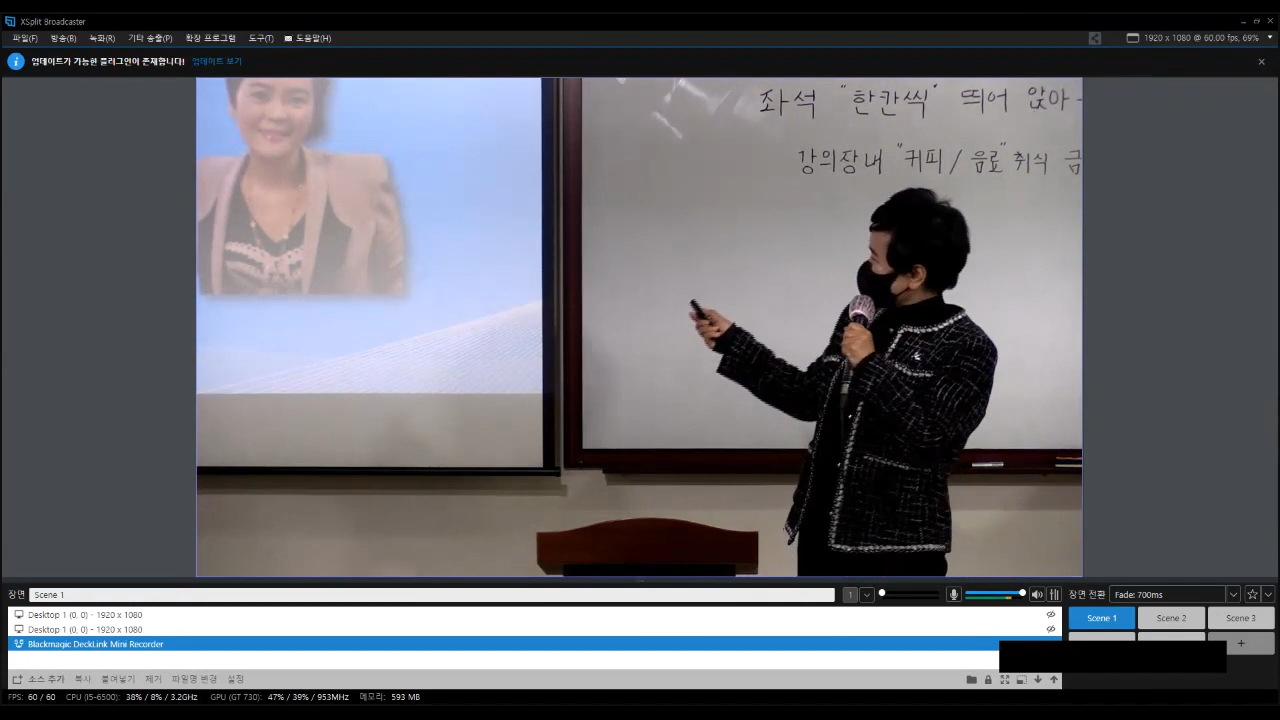 XSplit Broadcaster
파일(F) 방송(B) 녹화(R) 기타 송출(P) 확장 프로그램 도구(T) 도움말(H) 1920 x 1080 @ 60.00 fps, 69%
업데이트가 가능한 플러그인이 존재합니다! 업데이트 보기
좌석 "한칸씩" 띄어 앉아
강의장내 "커피 / 음료" 취식 금
장면 Scene 1 1 장면 전환 Fade: 700ms
Desktop 1 (0, 0) - 1920 x 1080
Desktop 1 (0, 0) - 1920 x 1080
Blackmagic DeckLink Mini Recorder
Scene 1 Scene 2 Scene 3
소스 추가 복사 붙여넣기 제거 파일명 변경 설정
FPS: 60 / 60 CPU (I5-6500): 38% / 8% / 3.2GHz GPU (GT 730): 47% / 39% / 953MHz 메모리: 593 MB